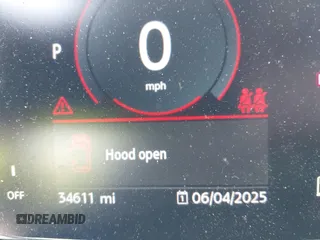 P
0
mph
Hood open
I
OFF
34611 mi
06/04/2025
DREAMBID